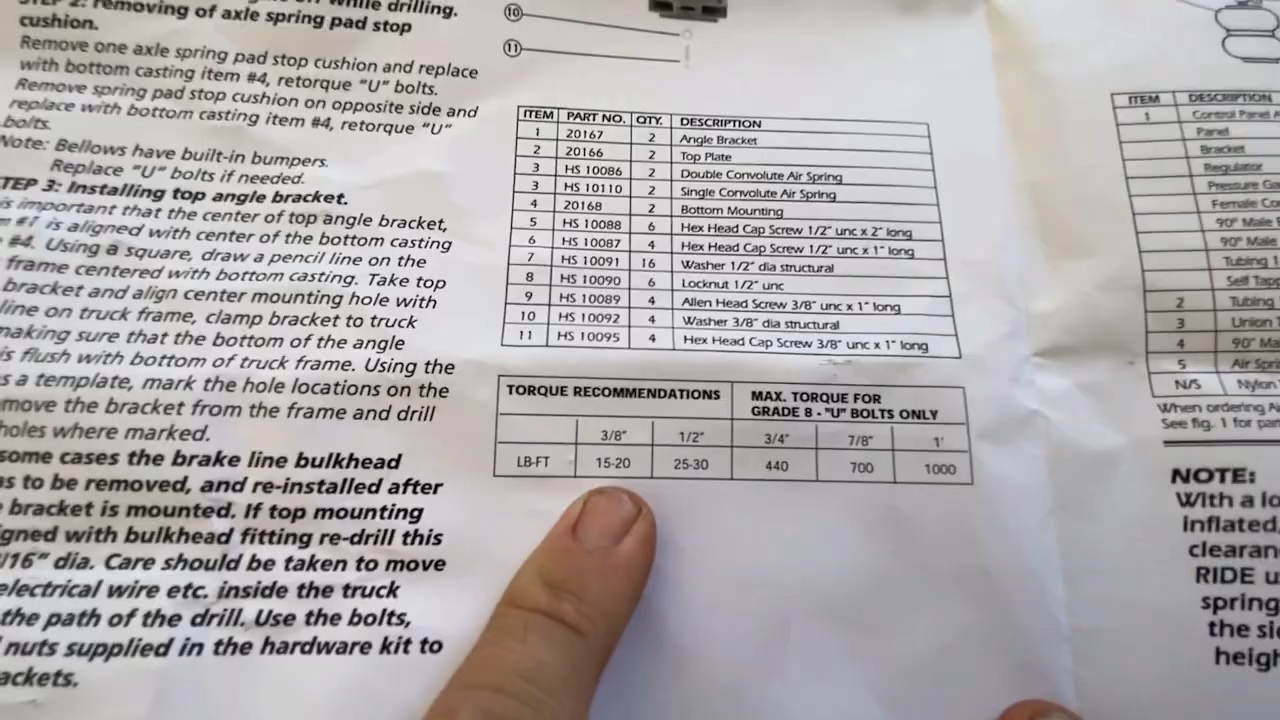 removing of axle spring pad stop
cushion.
Remove one axle spring pad stop cushion and replace
with bottom casting item #4, retorque "U" bolts.
Remove spring pad stop cushion on opposite side and
replace with bottom casting item #4, retorque "U"
bolts.
Note: Bellows have built-in bumpers.
Replace "U" bolts if needed.
STEP 3: Installing top angle bracket.
is important that the center of top angle bracket,
#1 is aligned with center of the bottom casting
#4. Using a square, draw a pencil line on the
frame centered with bottom casting. Take top
bracket and align center mounting hole with
line on truck frame, clamp bracket to truck
making sure that the bottom of the angle
is flush with bottom of truck frame. Using the
as a template, mark the hole locations on the
move the bracket from the frame and drill
holes where marked.
some cases the brake line bulkhead
to be removed, and re-installed after
bracket is mounted. If top mounting
gned with bulkhead fitting re-drill this
/16" dia. Care should be taken to move
electrical wire etc. inside the truck
the path of the drill. Use the bolts,
nuts supplied in the hardware kit to
while drilling.
10
11
ITEM PART NO. QTY. DESCRIPTION
1 20167 2 Angle Bracket
2 20166 2 Top Plate
3 HS 10086 2 Double Convolute Air Spring
3 HS 10110 2 Single Convolute Air Spring
4 20168 2 Bottom Mounting
5 HS 10088 6 Hex Head Cap Screw 1/2" unc x 2" long
6 HS 10087 4 Hex Head Cap Screw 1/2" unc x 1" long
7 HS 10091 16 Washer 1/2" dia structural
8 HS 10090 6 Locknut 1/2" unc
9 HS 10089 4 Allen Head Screw 3/8" unc x 1" long
10 HS 10092 4 Washer 3/8" dia structural
11 HS 10095 4 Hex Head Cap Screw 3/8" unc x 1" long
TORQUE RECOMMENDATIONS MAX. TORQUE FOR
GRADE 8 - "U" BOLTS ONLY
3/8" 1/2" 3/4" 7/8" 1'
LB-FT 15-20 25-30 440 700 1000
ITEM DESCRIPTION
1 Control Panel
Panel
Bracket
Regulator
Pressure
Female
90° Male
90° Male
Tubing
Self
2 Tubing
3 Union
4 90°
5 Air
N/S Nylon
When ordering
See fig. 1 for
NOTE:
With a
inflated,
RIDE
spring
the